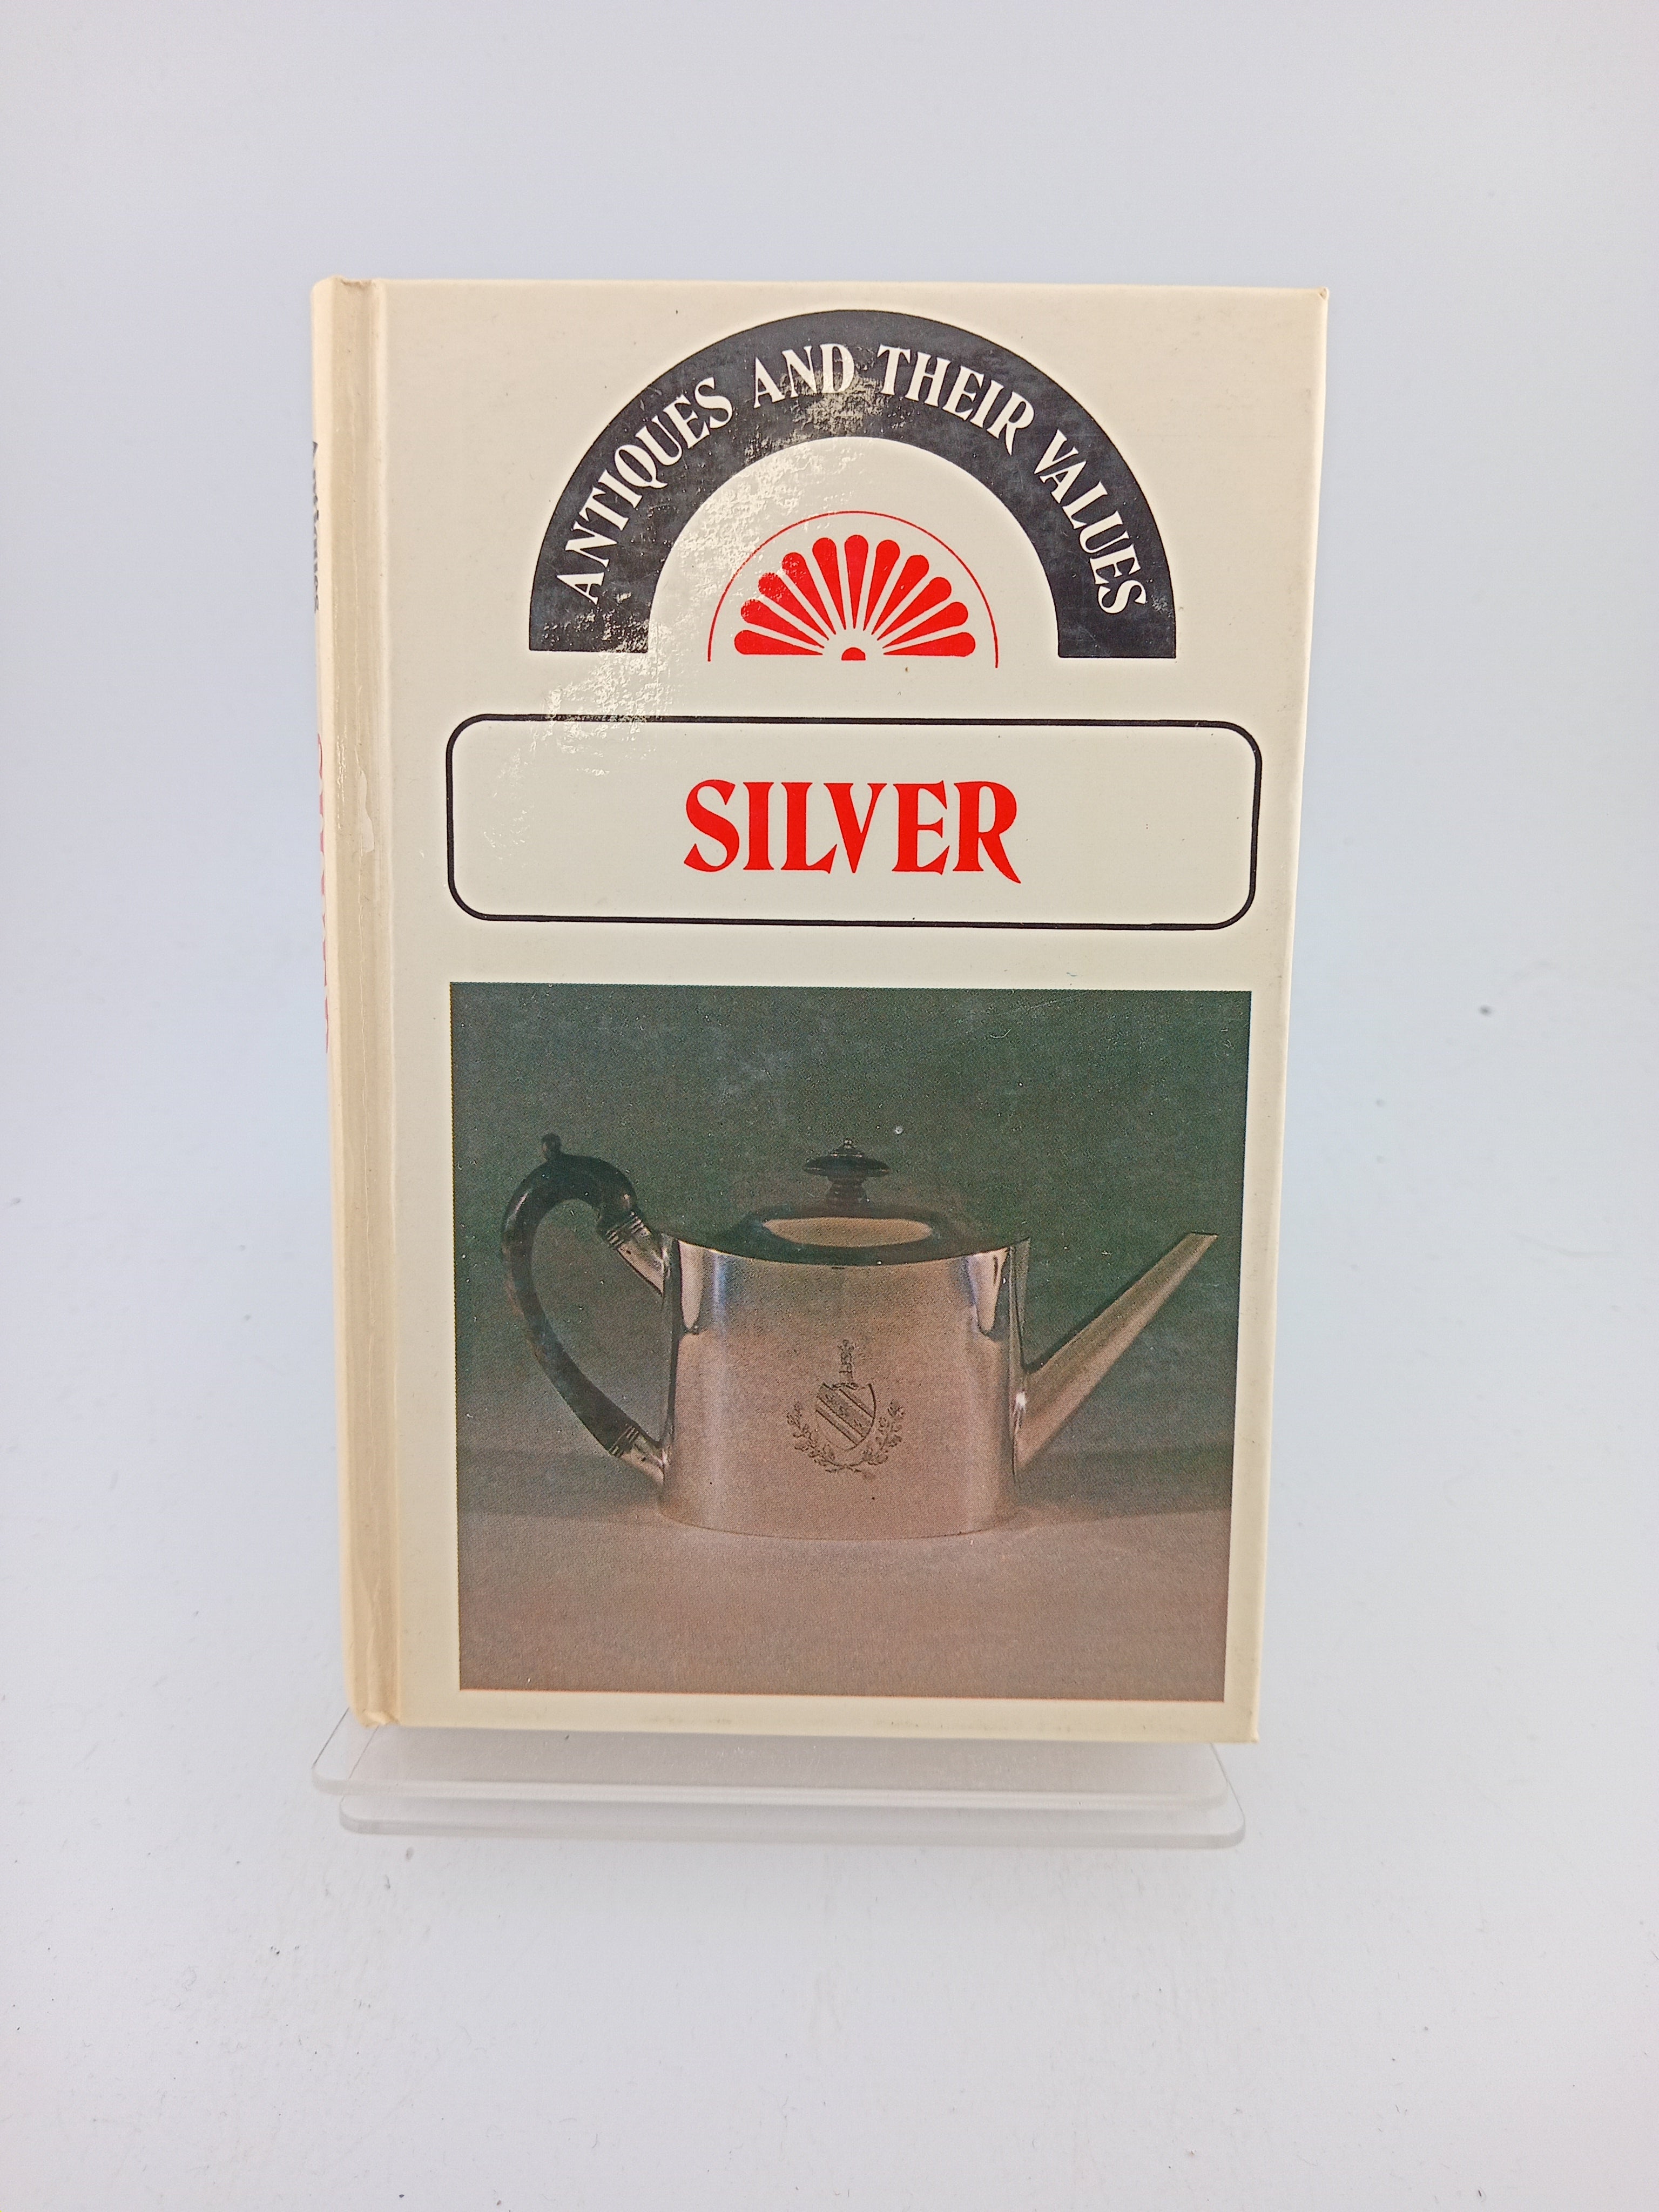 ANTIQUES AND THEIR VALUES
SILVER